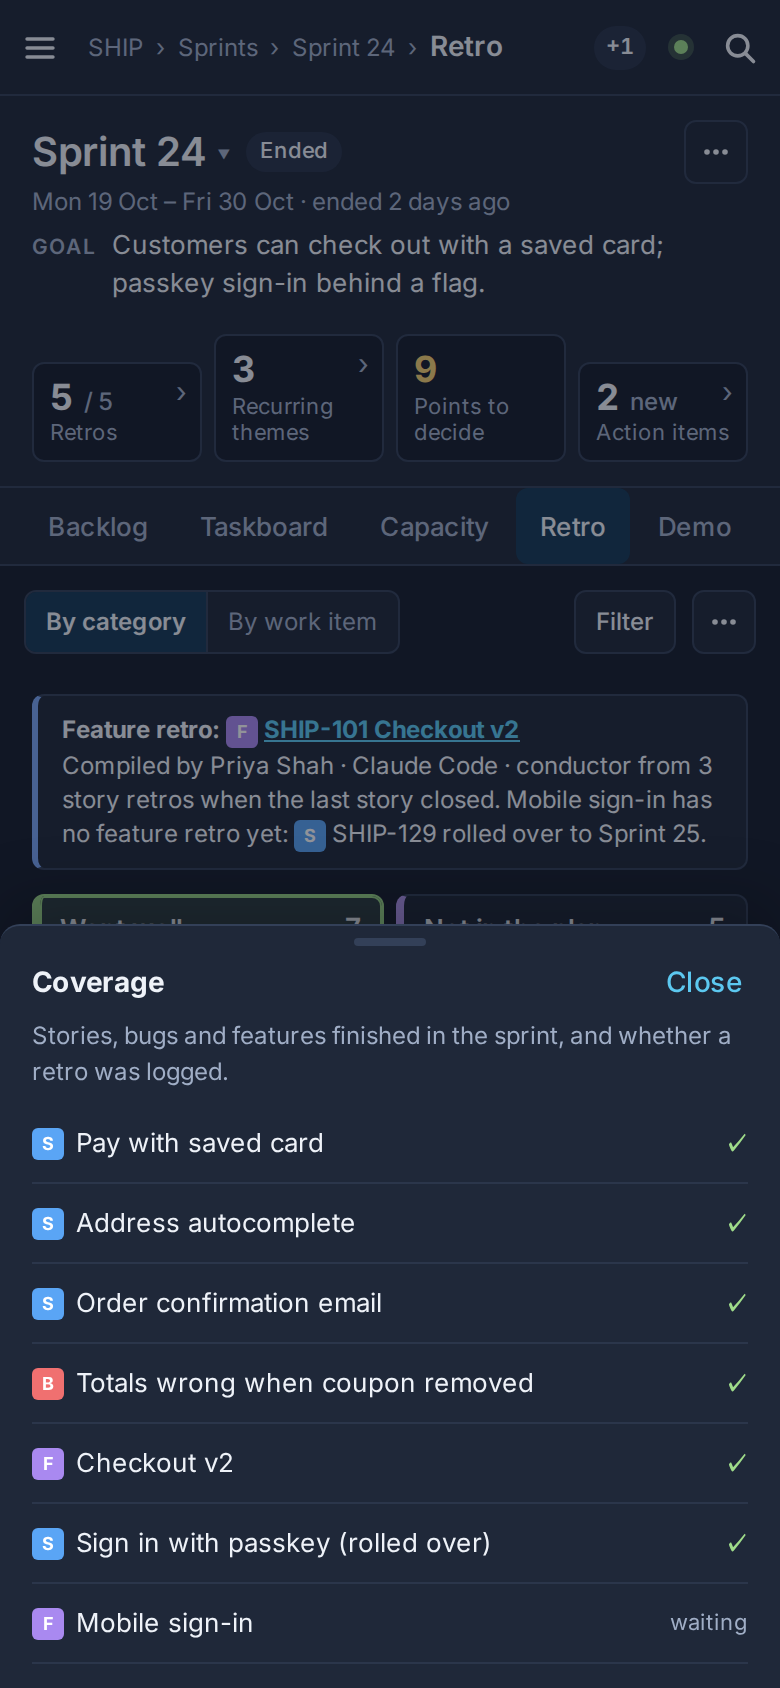 SHIP › Sprints › Sprint 24 › Retro +1
Sprint 24 ▾ Ended •••
Mon 19 Oct – Fri 30 Oct · ended 2 days ago
GOAL Customers can check out with a saved card;
passkey sign-in behind a flag.
5 / 5 ›
Retros
3 ›
Recurring
themes
9
Points to
decide
2 new ›
Action items
Backlog Taskboard Capacity Retro Demo
By category By work item Filter •••
Feature retro: F SHIP-101 Checkout v2
Compiled by Priya Shah · Claude Code · conductor from 3
story retros when the last story closed. Mobile sign-in has
no feature retro yet: S SHIP-129 rolled over to Sprint 25.
Coverage Close
Stories, bugs and features finished in the sprint, and whether a
retro was logged.
S Pay with saved card ✓
S Address autocomplete ✓
S Order confirmation email ✓
B Totals wrong when coupon removed ✓
F Checkout v2 ✓
S Sign in with passkey (rolled over) ✓
F Mobile sign-in waiting